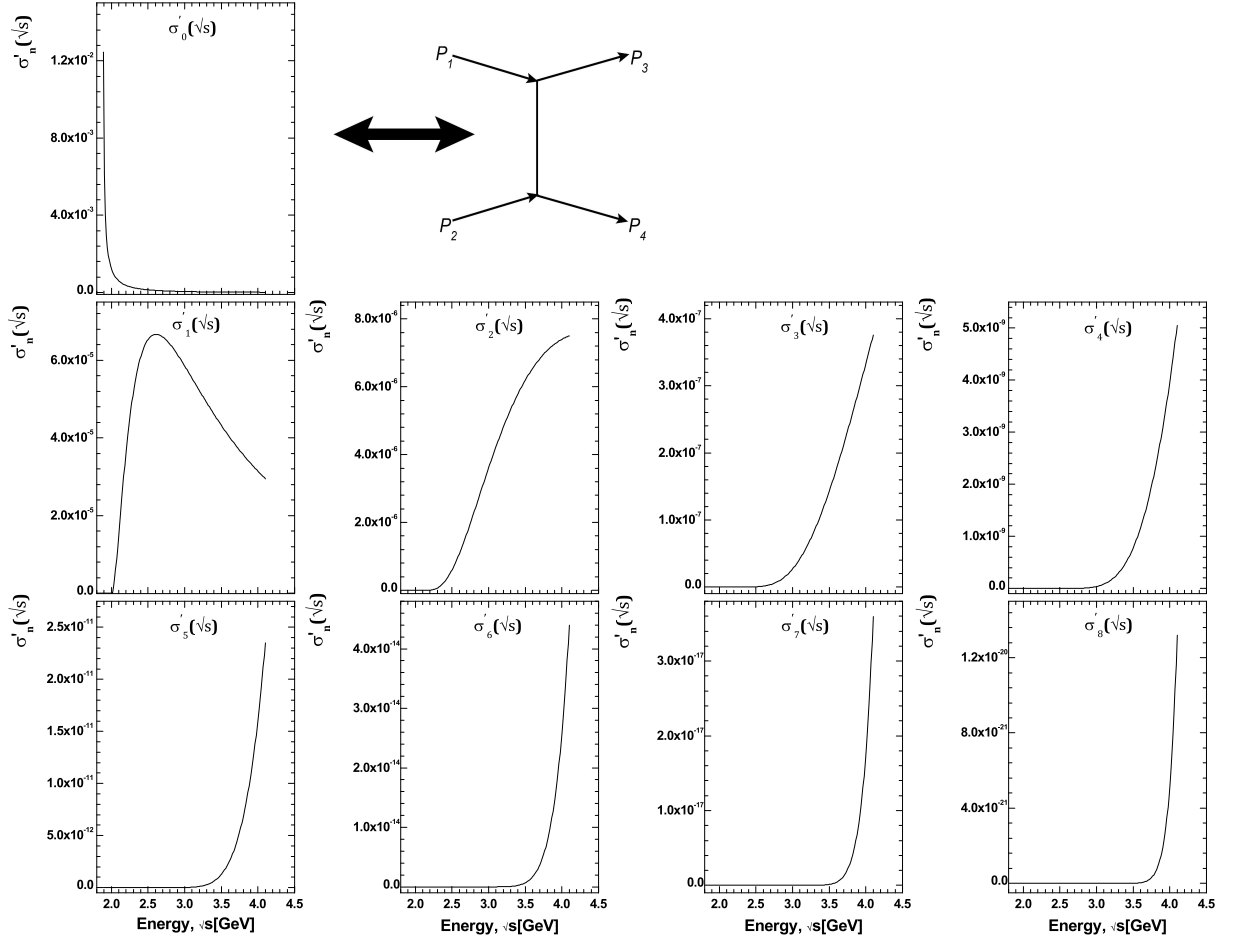 σ'₀(√s)
σ'ₙ(√s)
1.2x10⁻²
8.0x10⁻³
4.0x10⁻³
0.0
P₁
P₃
P₂
P₄
σ'₁(√s)
σ'ₙ(√s)
6.0x10⁻⁵
4.0x10⁻⁵
2.0x10⁻⁵
0.0
σ'₂(√s)
σ'ₙ(√s)
8.0x10⁻⁶
6.0x10⁻⁶
4.0x10⁻⁶
2.0x10⁻⁶
0.0
σ'₃(√s)
σ'ₙ(√s)
4.0x10⁻⁷
3.0x10⁻⁷
2.0x10⁻⁷
1.0x10⁻⁷
0.0
σ'₄(√s)
σ'ₙ(√s)
5.0x10⁻⁹
4.0x10⁻⁹
3.0x10⁻⁹
2.0x10⁻⁹
1.0x10⁻⁹
0.0
σ'₅(√s)
σ'ₙ(√s)
2.5x10⁻¹¹
2.0x10⁻¹¹
1.5x10⁻¹¹
1.0x10⁻¹¹
5.0x10⁻¹²
0.0
2.0 2.5 3.0 3.5 4.0 4.5
Energy, √s[GeV]
σ'₆(√s)
σ'ₙ(√s)
4.0x10⁻¹⁴
3.0x10⁻¹⁴
2.0x10⁻¹⁴
1.0x10⁻¹⁴
0.0
2.0 2.5 3.0 3.5 4.0 4.5
Energy, √s[GeV]
σ'₇(√s)
σ'ₙ(√s)
3.0x10⁻¹⁷
2.0x10⁻¹⁷
1.0x10⁻¹⁷
0.0
2.0 2.5 3.0 3.5 4.0 4.5
Energy, √s[GeV]
σ'₈(√s)
σ'ₙ(√s)
1.2x10⁻²⁰
8.0x10⁻²¹
4.0x10⁻²¹
0.0
2.0 2.5 3.0 3.5 4.0 4.5
Energy, √s[GeV]